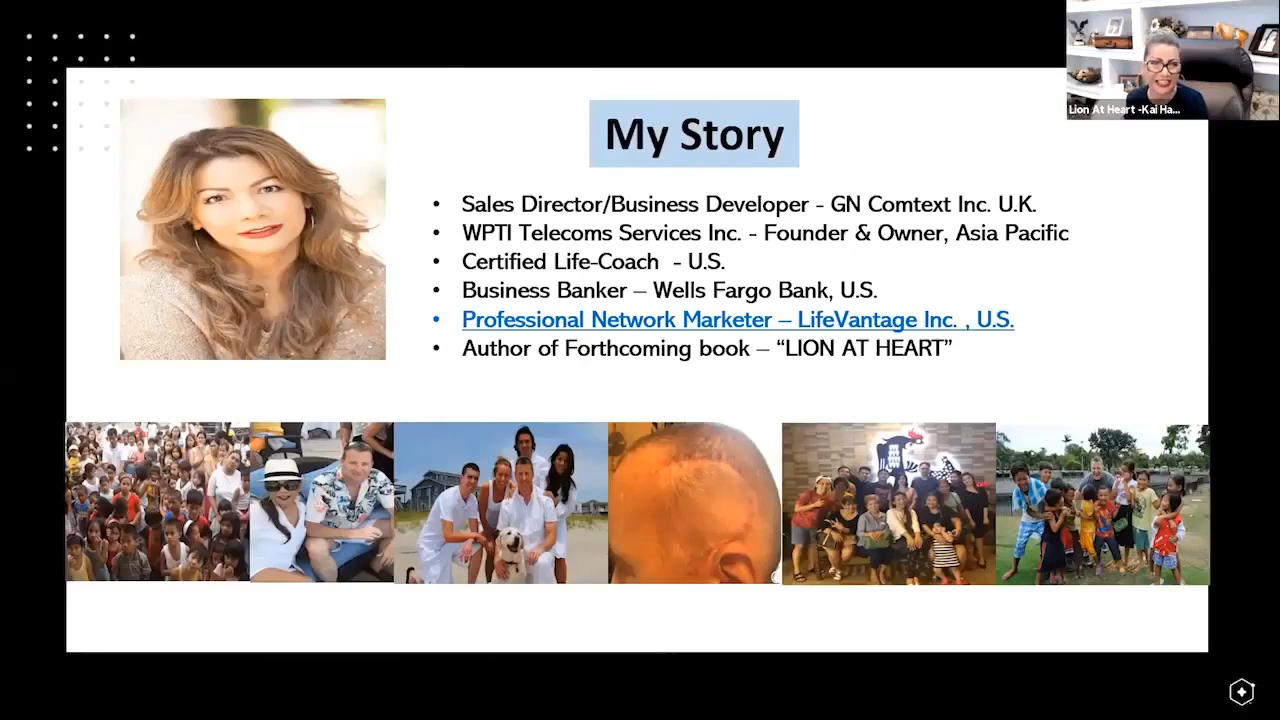 Lion At Heart -Kai Ha...
My Story
• Sales Director/Business Developer - GN Comtext Inc. U.K.
• WPTI Telecoms Services Inc. - Founder & Owner, Asia Pacific
• Certified Life-Coach - U.S.
• Business Banker – Wells Fargo Bank, U.S.
• Professional Network Marketer – LifeVantage Inc. , U.S.
• Author of Forthcoming book – “LION AT HEART”